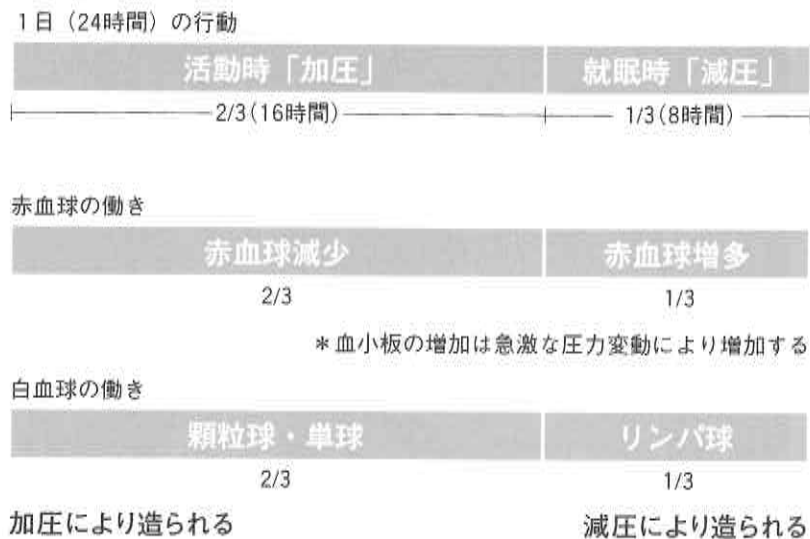 1日（24時間）の行動
活動時「加圧」 就眠時「減圧」
2/3(16時間) 1/3(8時間)
赤血球の働き
赤血球減少 赤血球増多
2/3 1/3
＊血小板の増加は急激な圧力変動により増加する
白血球の働き
顆粒球・単球 リンパ球
2/3 1/3
加圧により造られる 減圧により造られる